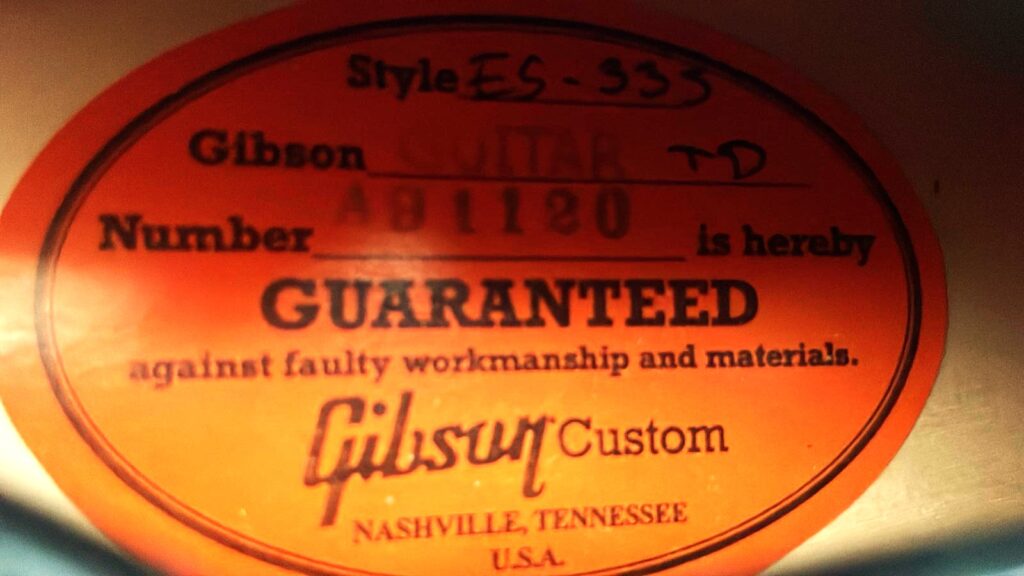 Style ES-333
Gibson GUITAR TD
Number A91120 is hereby
GUARANTEED
against faulty workmanship and materials.
Gibson Custom
NASHVILLE, TENNESSEE
U.S.A.